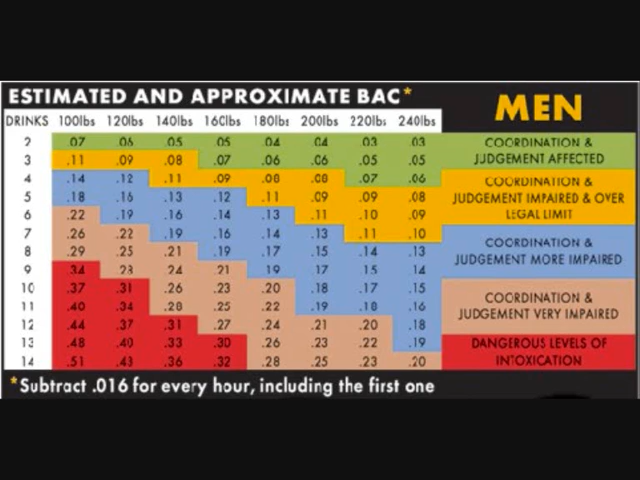 ESTIMATED AND APPROXIMATE BAC*
MEN
DRINKS 100lbs 120lbs 140lbs 160lbs 180lbs 200lbs 220lbs 240lbs
2 .07 .06 .05 .05 .04 .04 .03 .03
3 .11 .09 .08 .07 .06 .06 .05 .05
COORDINATION &
JUDGEMENT AFFECTED
4 .14 .12 .11 .09 .08 .08 .07 .06
5 .18 .16 .13 .12 .11 .09 .09 .08
6 .22 .19 .16 .14 .13 .11 .10 .09
COORDINATION &
JUDGEMENT IMPAIRED & OVER
LEGAL LIMIT
7 .26 .22 .19 .16 .14 .13 .11 .10
8 .29 .25 .21 .19 .17 .15 .14 .13
COORDINATION &
JUDGEMENT MORE IMPAIRED
9 .34 .28 .24 .21 .19 .17 .15 .14
10 .37 .31 .26 .23 .20 .18 .17 .15
11 .40 .34 .28 .25 .22 .19 .18 .16
COORDINATION &
JUDGEMENT VERY IMPAIRED
12 .44 .37 .31 .27 .24 .21 .20 .18
13 .48 .40 .33 .30 .26 .23 .22 .19
14 .51 .43 .36 .32 .28 .25 .23 .20
DANGEROUS LEVELS OF
INTOXICATION
*Subtract .016 for every hour, including the first one